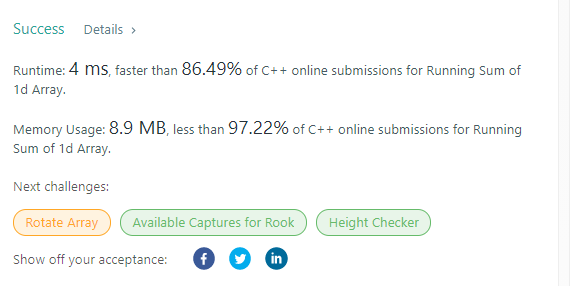 Success Details >
Runtime: 4 ms, faster than 86.49% of C++ online submissions for Running Sum of
1d Array.
Memory Usage: 8.9 MB, less than 97.22% of C++ online submissions for Running
Sum of 1d Array.
Next challenges:
Rotate Array Available Captures for Rook Height Checker
Show off your acceptance: f in